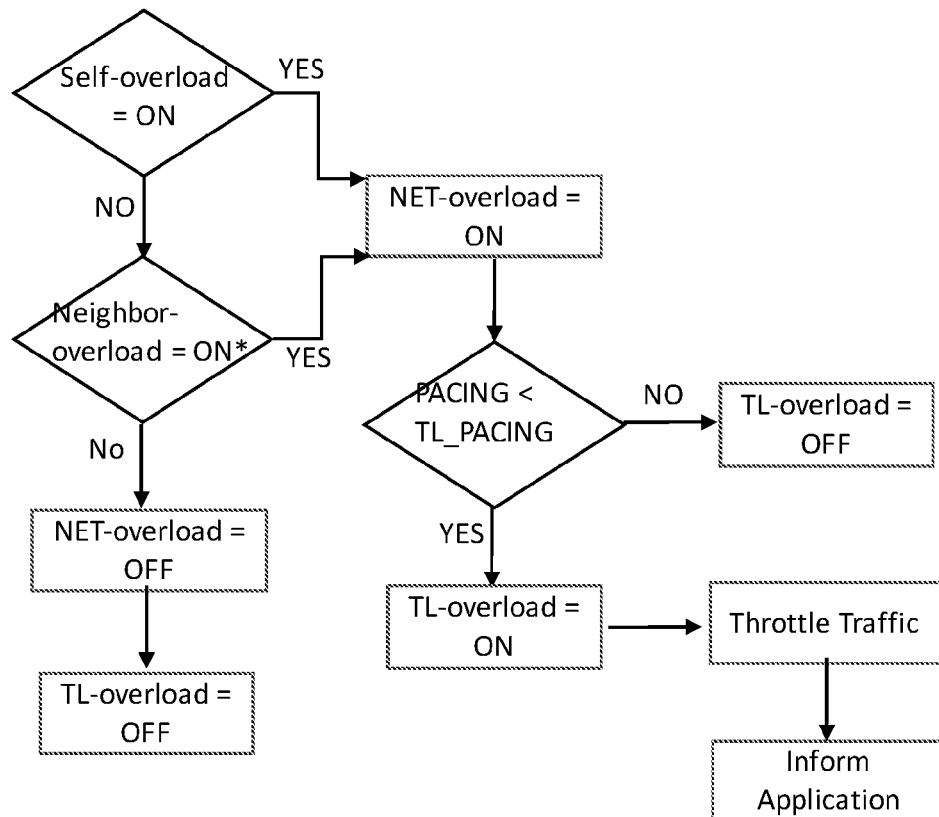 Self-overload
= ON
YES
NO
NET-overload =
ON
Neighbor-
overload = ON*
YES
PACING <
TL_PACING
NO
TL-overload =
OFF
No
NET-overload =
OFF
YES
TL-overload =
ON
Throttle Traffic
TL-overload =
OFF
Inform
Application